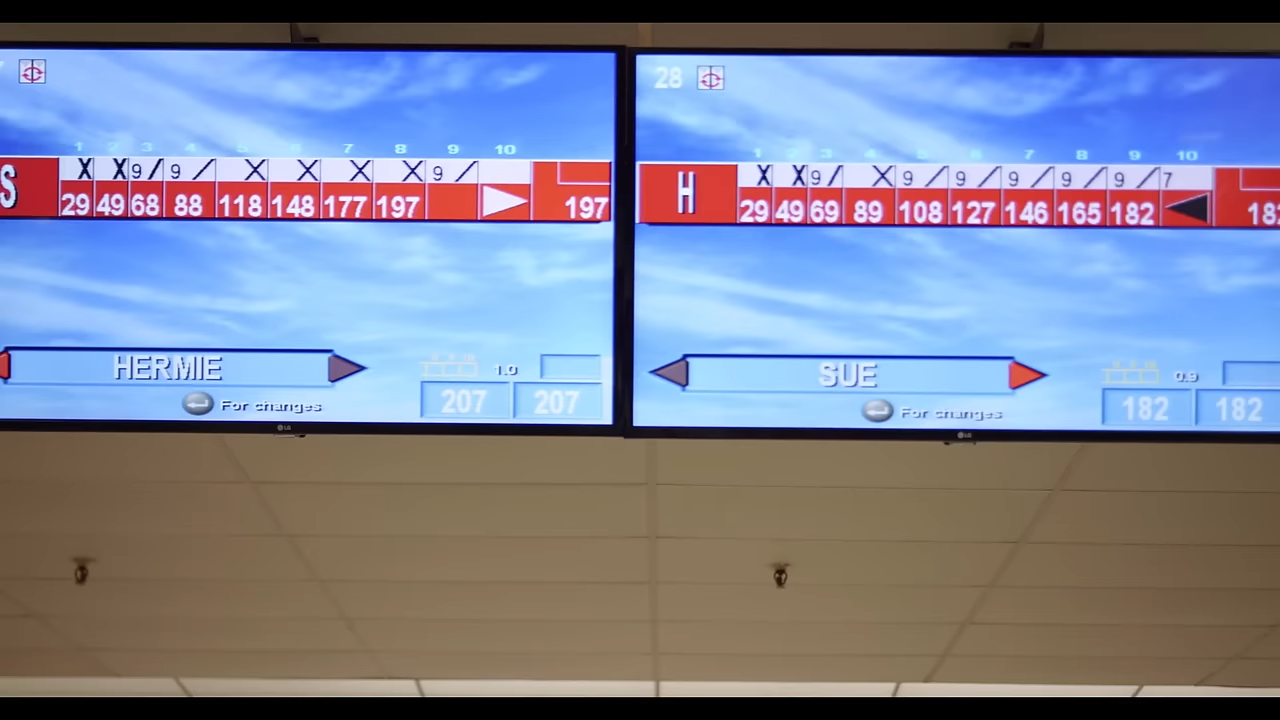 1 2 3 4 5 6 7 8 9 10
S X X 9 / 9 / X X X X 9 /
29 49 68 88 118 148 177 197 197
HERMIE 1.0
For changes 207 207
LG
28
1 2 3 4 5 6 7 8 9 10
H X X 9 / X 9 / 9 / 9 / 9 / 9 / 7
29 49 69 89 108 127 146 165 182 182
SUE 0.9
For changes 182 182
LG